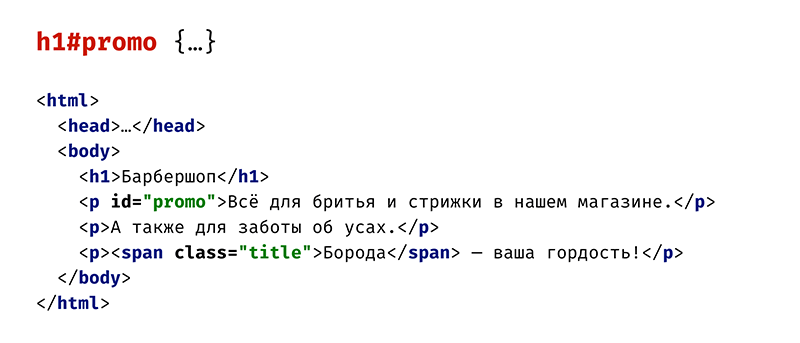 h1#promo {…}
<html>
<head>…</head>
<body>
<h1>Барбершоп</h1>
<p id="promo">Всё для бритья и стрижки в нашем магазине.</p>
<p>А также для заботы об усах.</p>
<p><span class="title">Борода</span> — ваша гордость!</p>
</body>
</html>